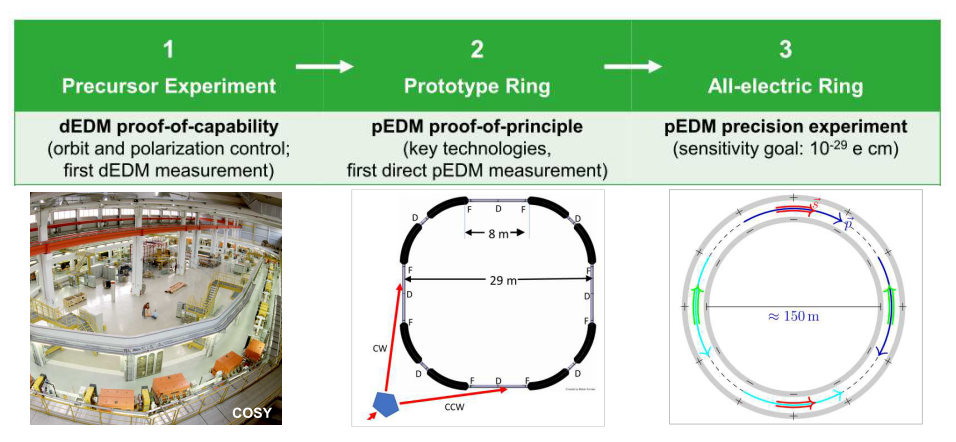 1
Precursor Experiment
2
Prototype Ring
3
All-electric Ring
dEDM proof-of-capability
(orbit and polarization control;
first dEDM measurement)
pEDM proof-of-principle
(key technologies,
first direct pEDM measurement)
pEDM precision experiment
(sensitivity goal: 10⁻²⁹ e cm)
COSY
D F D F D
8 m
F F
29 m
D D
F F
D F D F D
CW
CCW
s⃗
p⃗
≈ 150 m